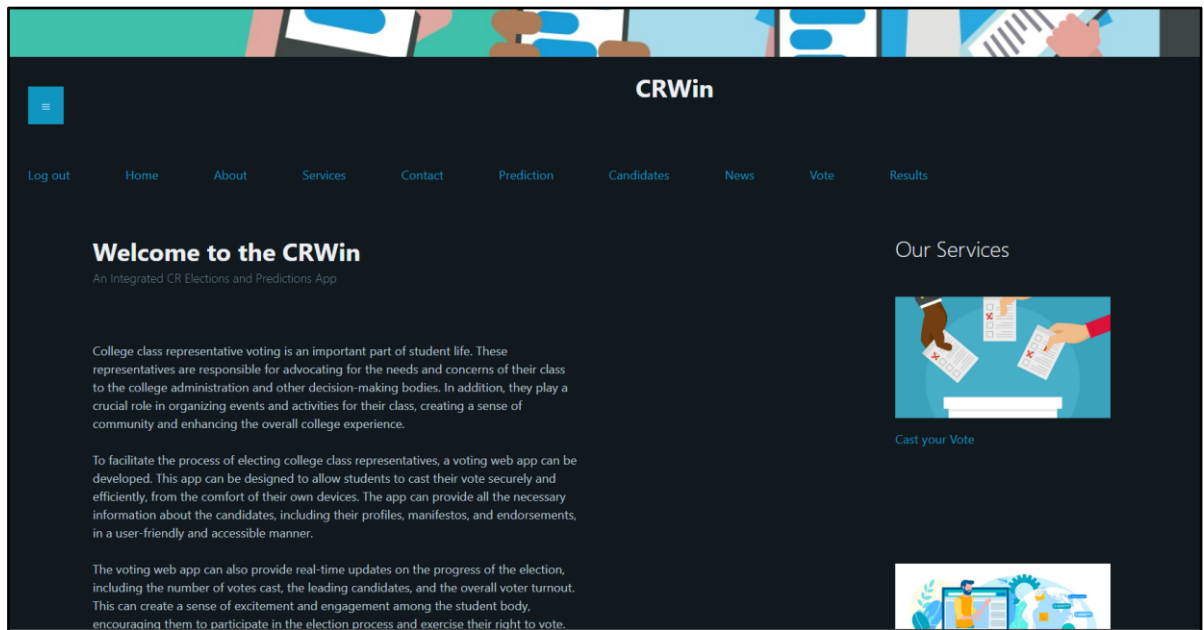 CRWin
Log out Home About Services Contact Prediction Candidates News Vote Results
Welcome to the CRWin
An Integrated CR Elections and Predictions App
College class representative voting is an important part of student life. These
representatives are responsible for advocating for the needs and concerns of their class
to the college administration and other decision-making bodies. In addition, they play a
crucial role in organizing events and activities for their class, creating a sense of
community and enhancing the overall college experience.
To facilitate the process of electing college class representatives, a voting web app can be
developed. This app can be designed to allow students to cast their vote securely and
efficiently, from the comfort of their own devices. The app can provide all the necessary
information about the candidates, including their profiles, manifestos, and endorsements,
in a user-friendly and accessible manner.
The voting web app can also provide real-time updates on the progress of the election,
including the number of votes cast, the leading candidates, and the overall voter turnout.
This can create a sense of excitement and engagement among the student body,
encouraging them to participate in the election process and exercise their right to vote.
Our Services
Cast your Vote